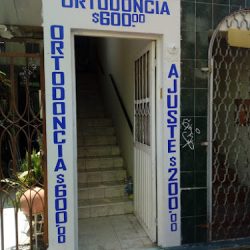 ORTODONCIA
$600.00
ORTODONCIA $600.00
AJUSTE $200.00